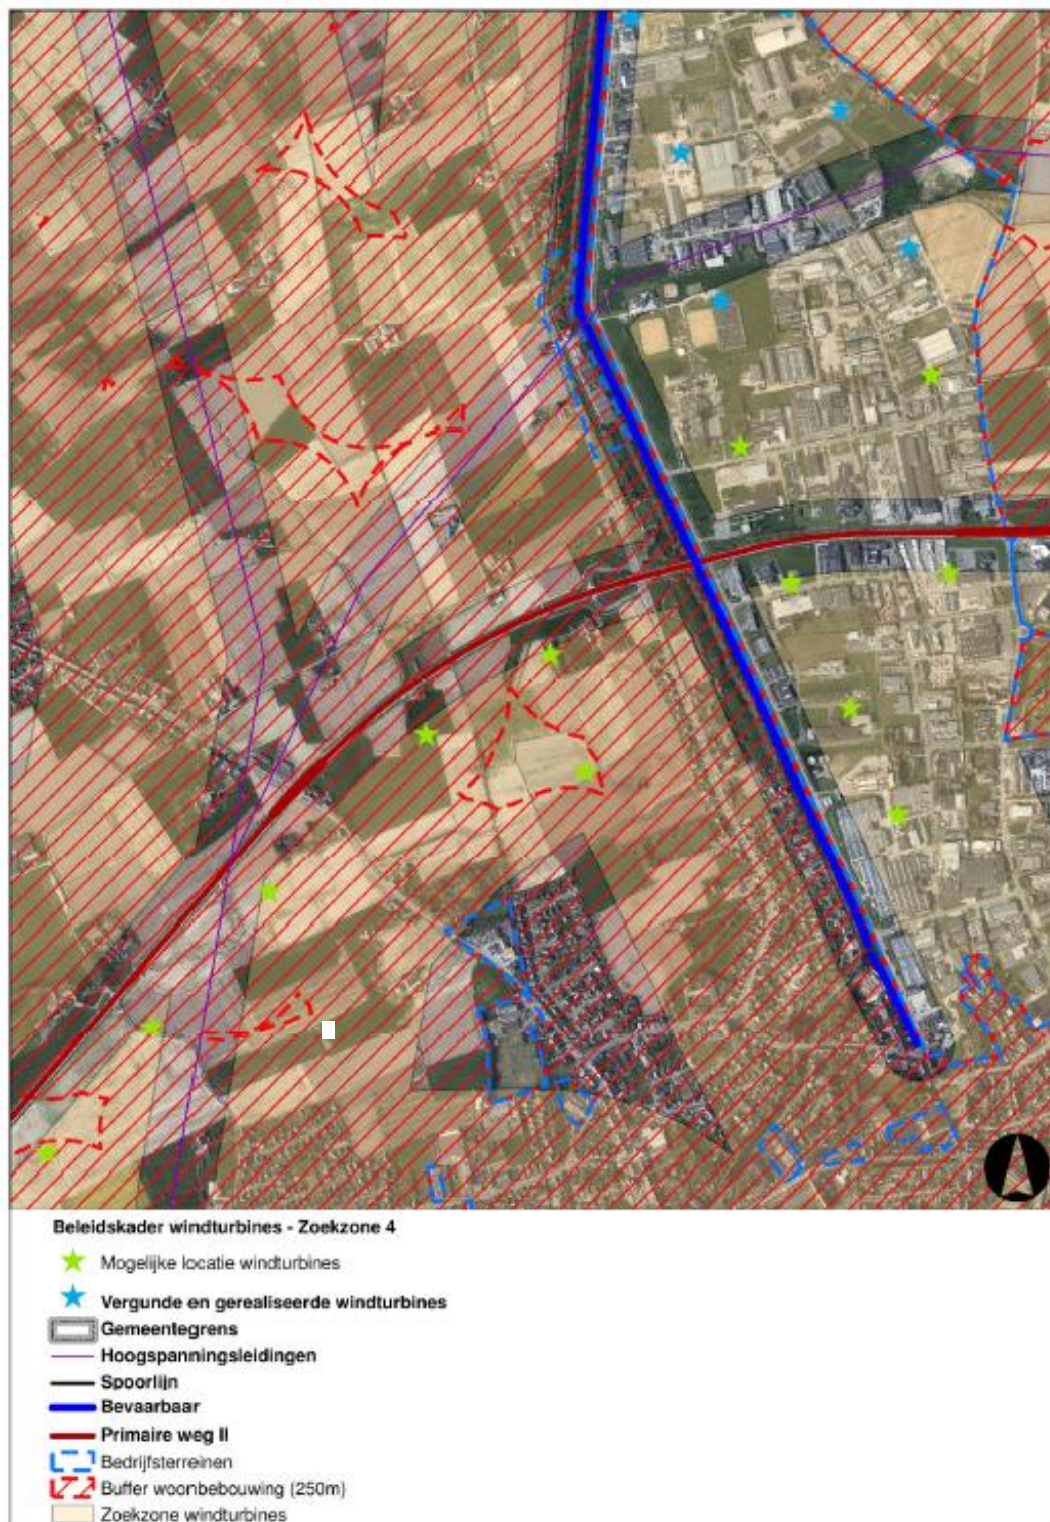 Beleidskader windturbines - Zoekzone 4
Mogelijke locatie windturbines
Vergunde en gerealiseerde windturbines
Gemeentegrens
Hoogspanningsleidingen
Spoorlijn
Bevaarbaar
Primaire weg II
Bedrijfsterreinen
Buffer woonbebouwing (250m)
Zoekzone windturbines